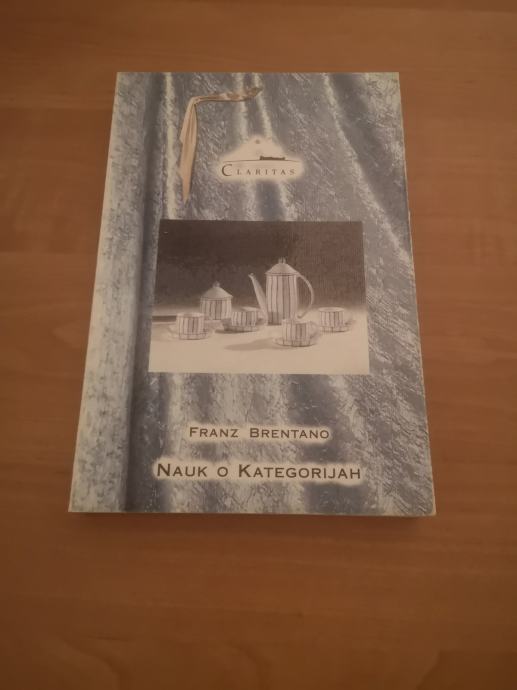 CLARITAS
FRANZ BRENTANO
NAUK O KATEGORIJAH